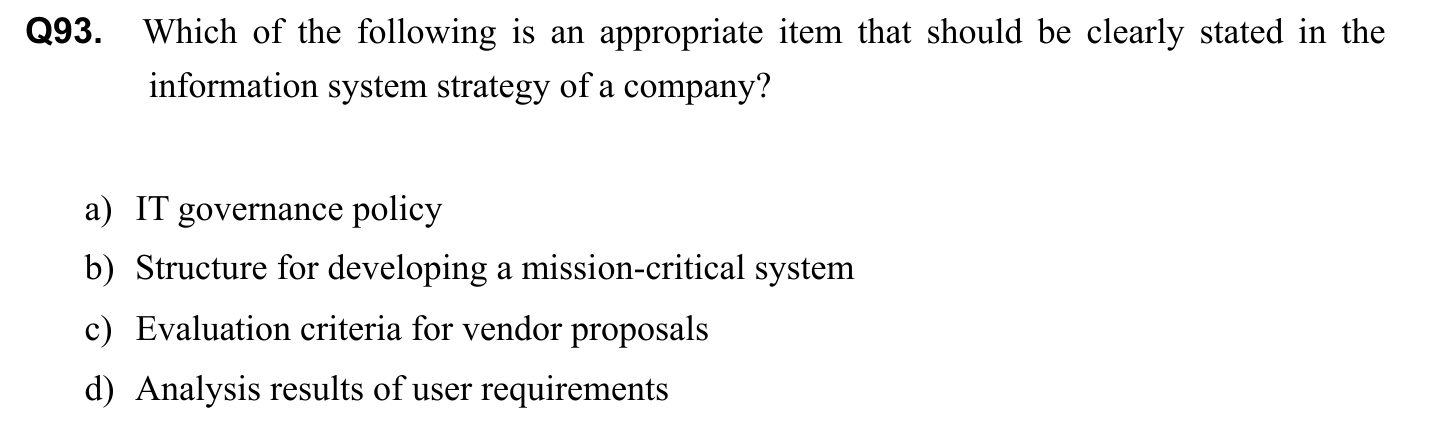 Q93. Which of the following is an appropriate item that should be clearly stated in the
information system strategy of a company?
a) IT governance policy
b) Structure for developing a mission-critical system
c) Evaluation criteria for vendor proposals
d) Analysis results of user requirements